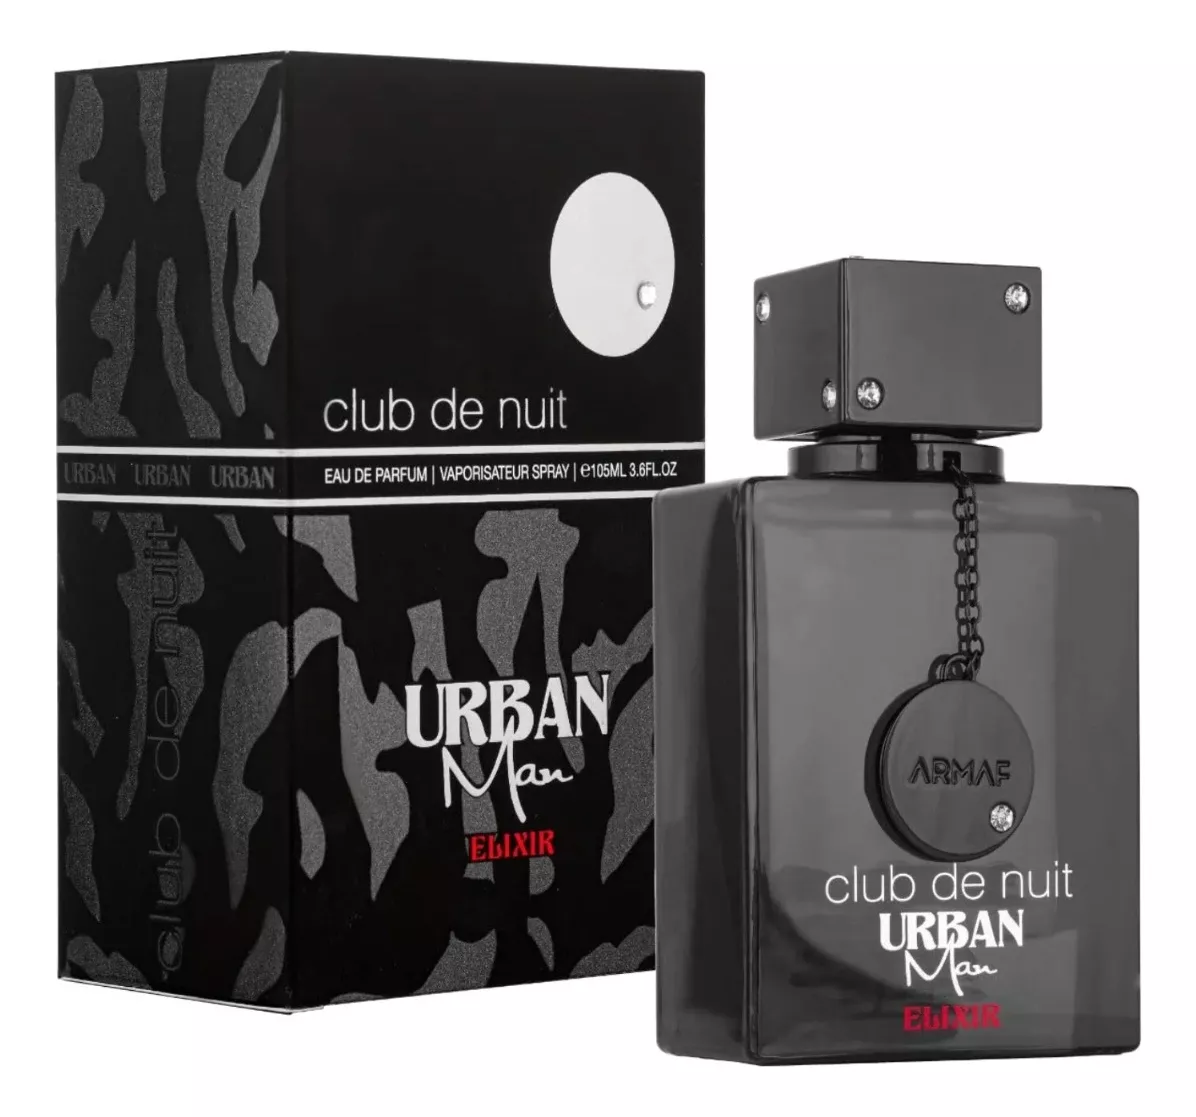 club de nuit
EAU DE PARFUM | VAPORISATEUR SPRAY | ℮105ML 3.6FL.OZ
URBAN URBAN URBAN
club de nuit
URBAN
Man
ELIXIR
ARMAF
club de nuit
URBAN
Man
ELIXIR